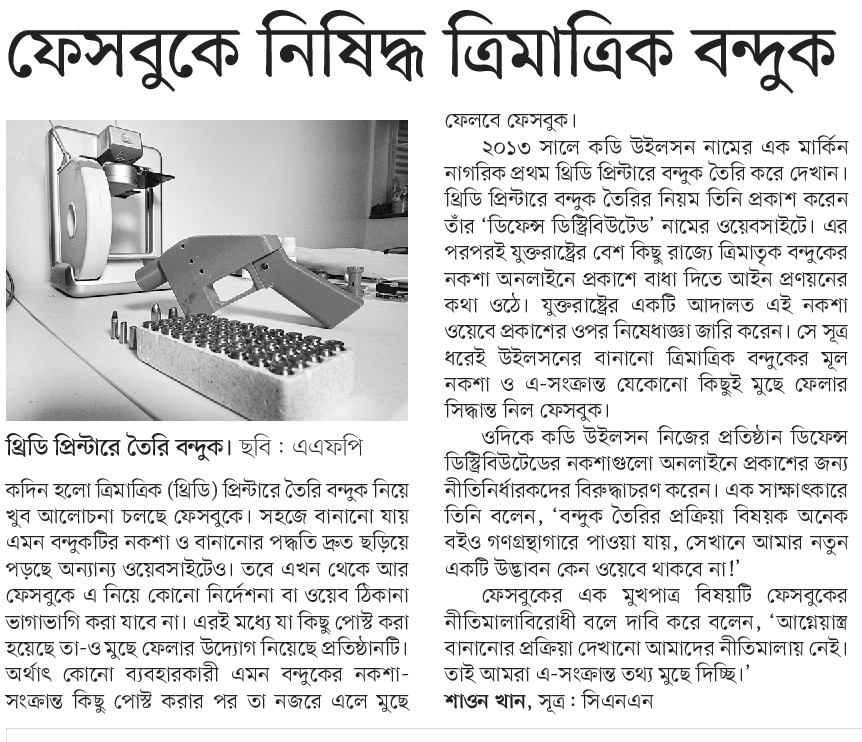 ফেসবুকে নিষিদ্ধ ত্রিমাত্রিক বন্দুক
থ্রিডি প্রিন্টারে তৈরি বন্দুক। ছবি : এএফপি
কদিন হলো ত্রিমাত্রিক (থ্রিডি) প্রিন্টারে তৈরি বন্দুক নিয়ে
খুব আলোচনা চলছে ফেসবুকে। সহজে বানানো যায়
এমন বন্দুকটির নকশা ও বানানোর পদ্ধতি দ্রুত ছড়িয়ে
পড়ছে অন্যান্য ওয়েবসাইটেও। তবে এখন থেকে আর
ফেসবুকে এ নিয়ে কোনো নির্দেশনা বা ওয়েব ঠিকানা
ভাগাভাগি করা যাবে না। এরই মধ্যে যা কিছু পোস্ট করা
হয়েছে তা-ও মুছে ফেলার উদ্যোগ নিয়েছে প্রতিষ্ঠানটি।
অর্থাৎ কোনো ব্যবহারকারী এমন বন্দুকের নকশা-
সংক্রান্ত কিছু পোস্ট করার পর তা নজরে এলে মুছে
ফেলবে ফেসবুক।
২০১৩ সালে কডি উইলসন নামের এক মার্কিন
নাগরিক প্রথম থ্রিডি প্রিন্টারে বন্দুক তৈরি করে দেখান।
থ্রিডি প্রিন্টারে বন্দুক তৈরির নিয়ম তিনি প্রকাশ করেন
তাঁর ‘ডিফেন্স ডিস্ট্রিবিউটেড’ নামের ওয়েবসাইটে। এর
পরপরই যুক্তরাষ্ট্রের বেশ কিছু রাজ্যে ত্রিমাতৃক বন্দুকের
নকশা অনলাইনে প্রকাশে বাধা দিতে আইন প্রণয়নের
কথা ওঠে। যুক্তরাষ্ট্রের একটি আদালত এই নকশা
ওয়েবে প্রকাশের ওপর নিষেধাজ্ঞা জারি করেন। সে সূত্র
ধরেই উইলসনের বানানো ত্রিমাত্রিক বন্দুকের মূল
নকশা ও এ-সংক্রান্ত যেকোনো কিছুই মুছে ফেলার
সিদ্ধান্ত নিল ফেসবুক।
ওদিকে কডি উইলসন নিজের প্রতিষ্ঠান ডিফেন্স
ডিস্ট্রিবিউটেডের নকশাগুলো অনলাইনে প্রকাশের জন্য
নীতিনির্ধারকদের বিরুদ্ধাচরণ করেন। এক সাক্ষাৎকারে
তিনি বলেন, ‘বন্দুক তৈরির প্রক্রিয়া বিষয়ক অনেক
বইও গণগ্রন্থাগারে পাওয়া যায়, সেখানে আমার নতুন
একটি উদ্ভাবন কেন ওয়েবে থাকবে না!’
ফেসবুকের এক মুখপাত্র বিষয়টি ফেসবুকের
নীতিমালাবিরোধী বলে দাবি করে বলেন, ‘আগ্নেয়াস্ত্র
বানানোর প্রক্রিয়া দেখানো আমাদের নীতিমালায় নেই।
তাই আমরা এ-সংক্রান্ত তথ্য মুছে দিচ্ছি।’
শাওন খান, সূত্র : সিএনএন